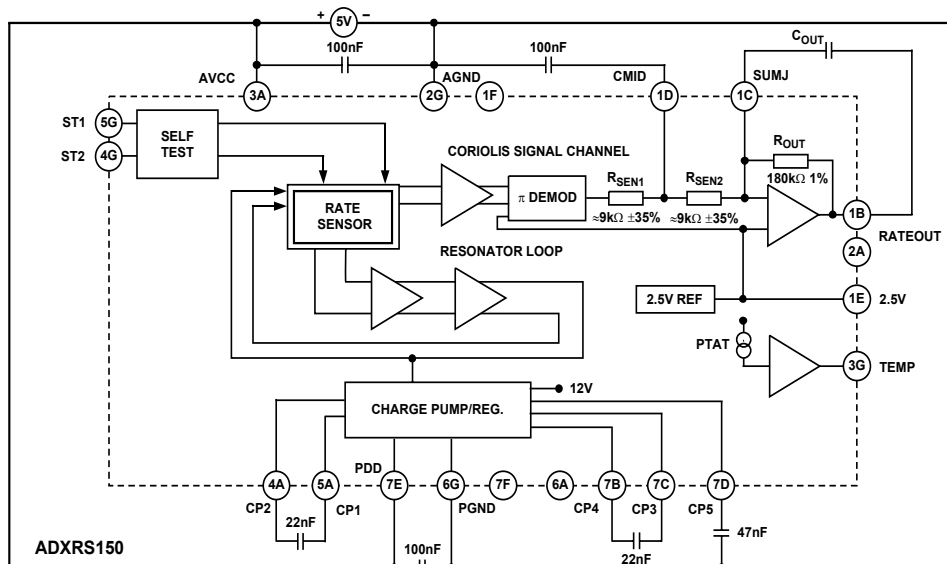 + 5V −
100nF
100nF
COUT
AVCC
AGND
CMID
SUMJ
3A
2G
1F
1D
1C
ST1
5G
ST2
4G
SELF
TEST
CORIOLIS SIGNAL CHANNEL
ROUT
180kΩ 1%
RSEN1
RSEN2
π DEMOD
≈9kΩ ±35%
≈9kΩ ±35%
RATE
SENSOR
1B
RATEOUT
2A
RESONATOR LOOP
2.5V REF
1E
2.5V
PTAT
3G
TEMP
12V
CHARGE PUMP/REG.
PDD
4A
5A
7E
6G
7F
6A
7B
7C
7D
CP2
CP1
PGND
CP4
CP3
CP5
22nF
47nF
100nF
22nF
ADXRS150